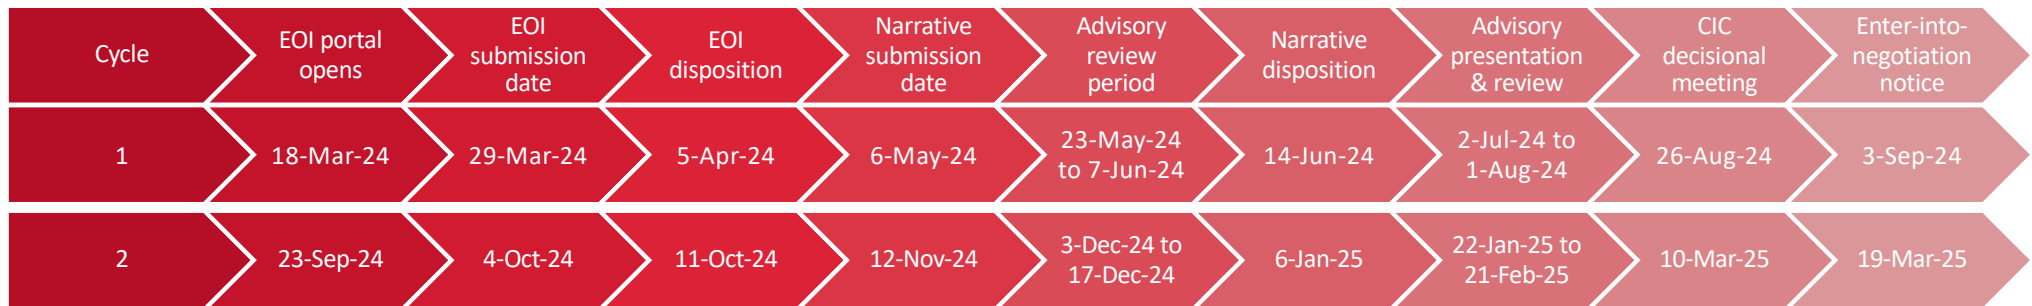 Cycle
EOI portal
opens
EOI
submission
date
EOI
disposition
Narrative
submission
date
Advisory
review
period
Narrative
disposition
Advisory
presentation
& review
CIC
decisional
meeting
Enter-into-
negotiation
notice
1
18-Mar-24
29-Mar-24
5-Apr-24
6-May-24
23-May-24
to 7-Jun-24
14-Jun-24
2-Jul-24 to
1-Aug-24
26-Aug-24
3-Sep-24
2
23-Sep-24
4-Oct-24
11-Oct-24
12-Nov-24
3-Dec-24 to
17-Dec-24
6-Jan-25
22-Jan-25 to
21-Feb-25
10-Mar-25
19-Mar-25